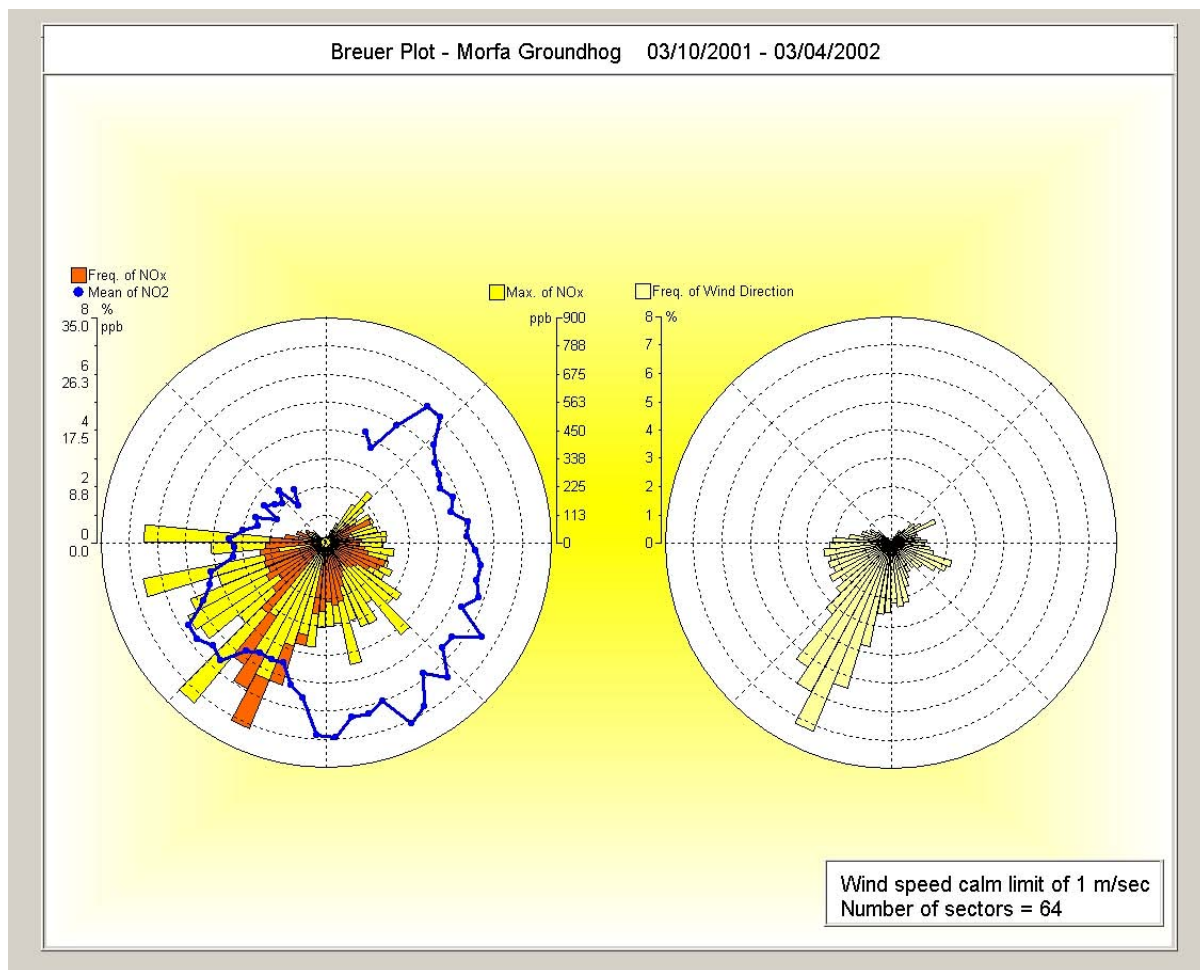 Breuer Plot - Morfa Groundhog 03/10/2001 - 03/04/2002
Freq. of NOx
Mean of NO2
8 %
35.0 ppb
6
26.3
4
17.5
2
8.8
0
0.0
Max. of NOx
ppb 900
788
675
563
450
338
225
113
0
Freq. of Wind Direction
8 %
7
6
5
4
3
2
1
0
Wind speed calm limit of 1 m/sec
Number of sectors = 64